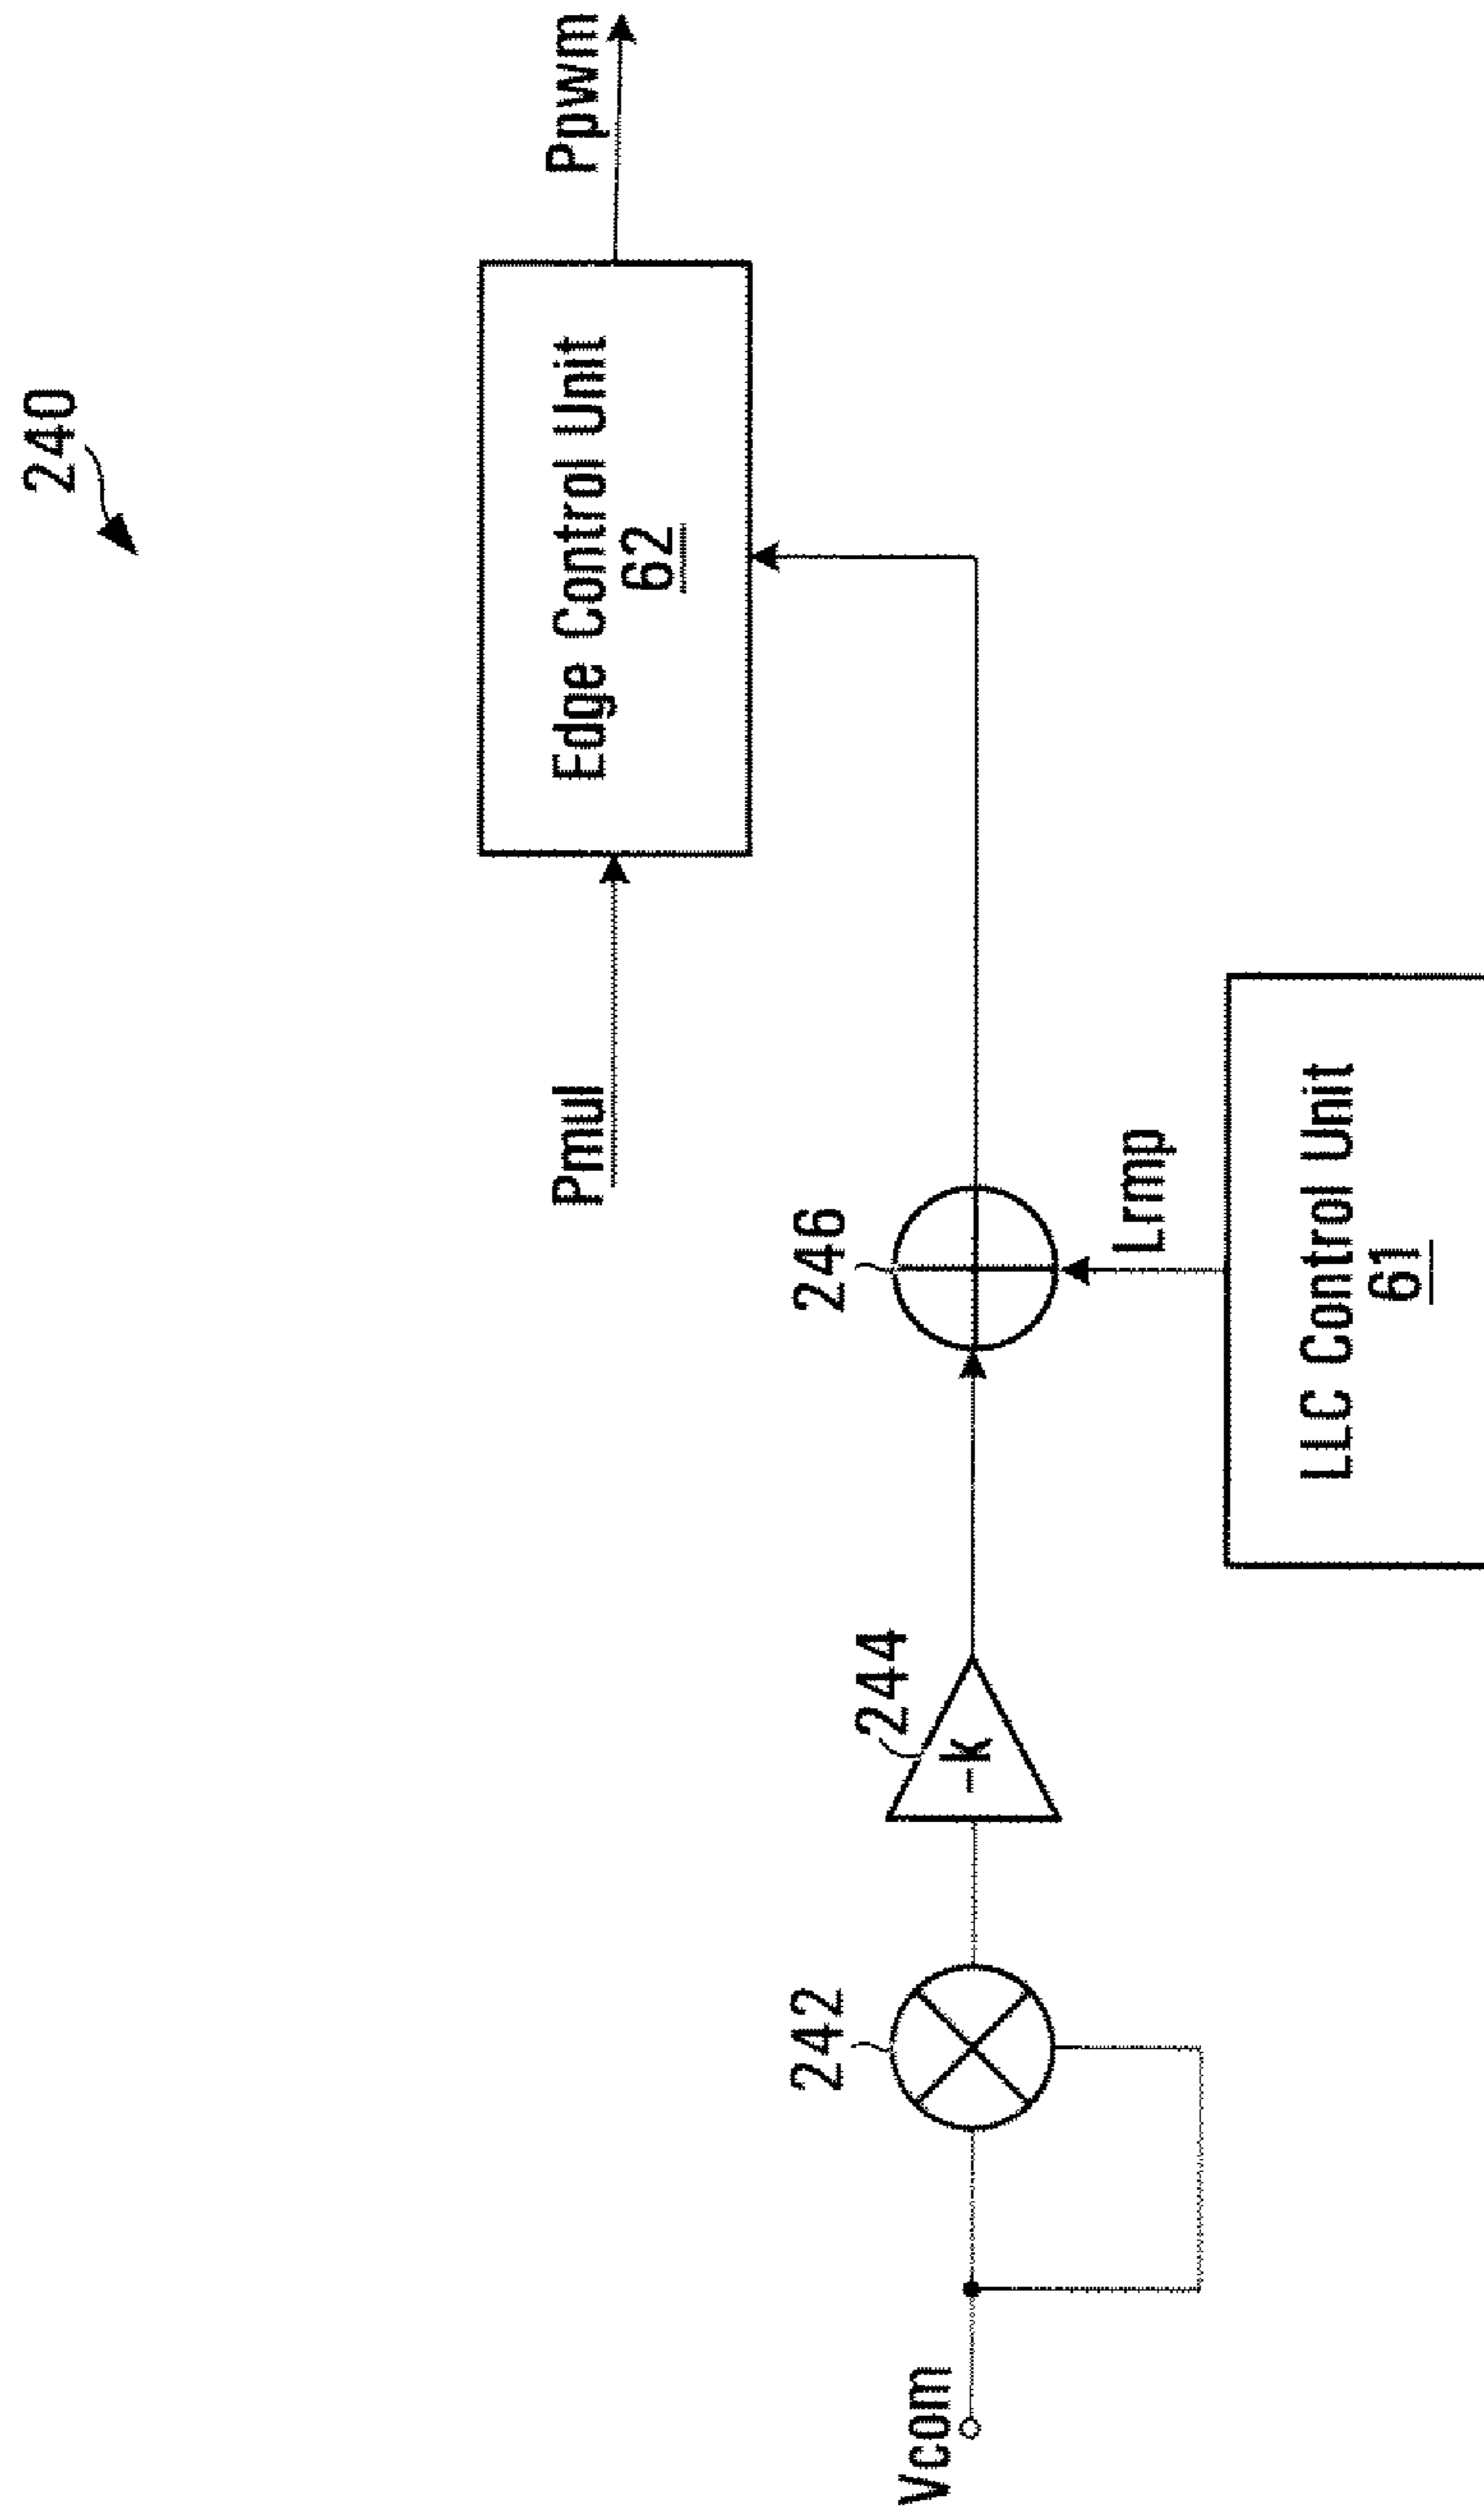 240
Ppwm
Edge Control Unit
62
Pmul
246
Lrmp
LLC Control Unit
61
244
-k
242
Vcom